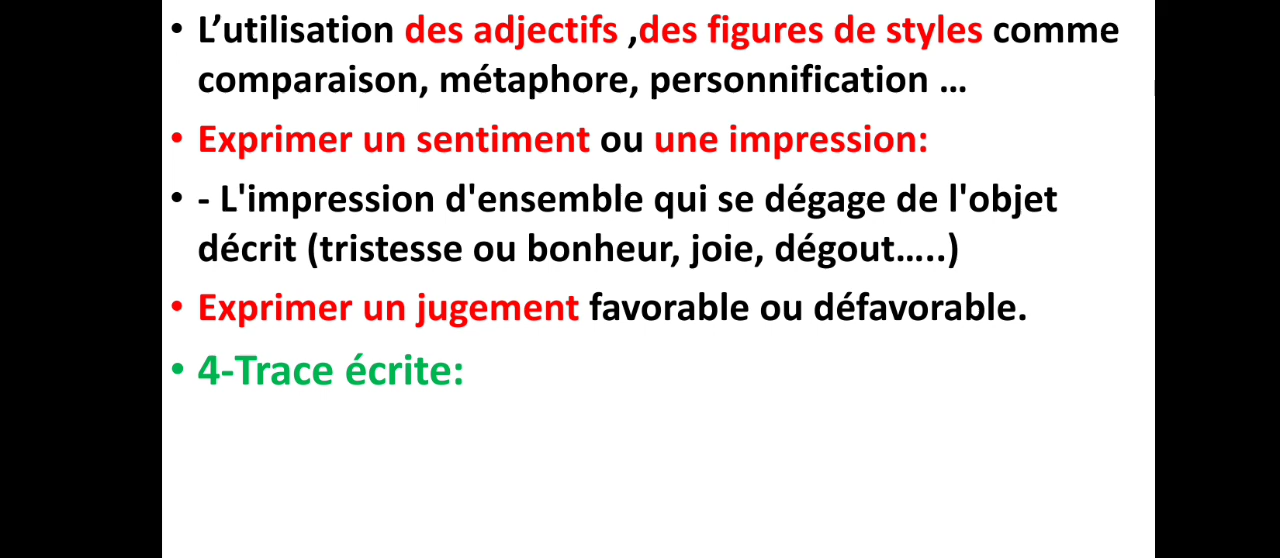 • L’utilisation des adjectifs ,des figures de styles comme
comparaison, métaphore, personnification ...
• Exprimer un sentiment ou une impression:
• - L'impression d'ensemble qui se dégage de l'objet
décrit (tristesse ou bonheur, joie, dégout…..)
• Exprimer un jugement favorable ou défavorable.
• 4-Trace écrite: